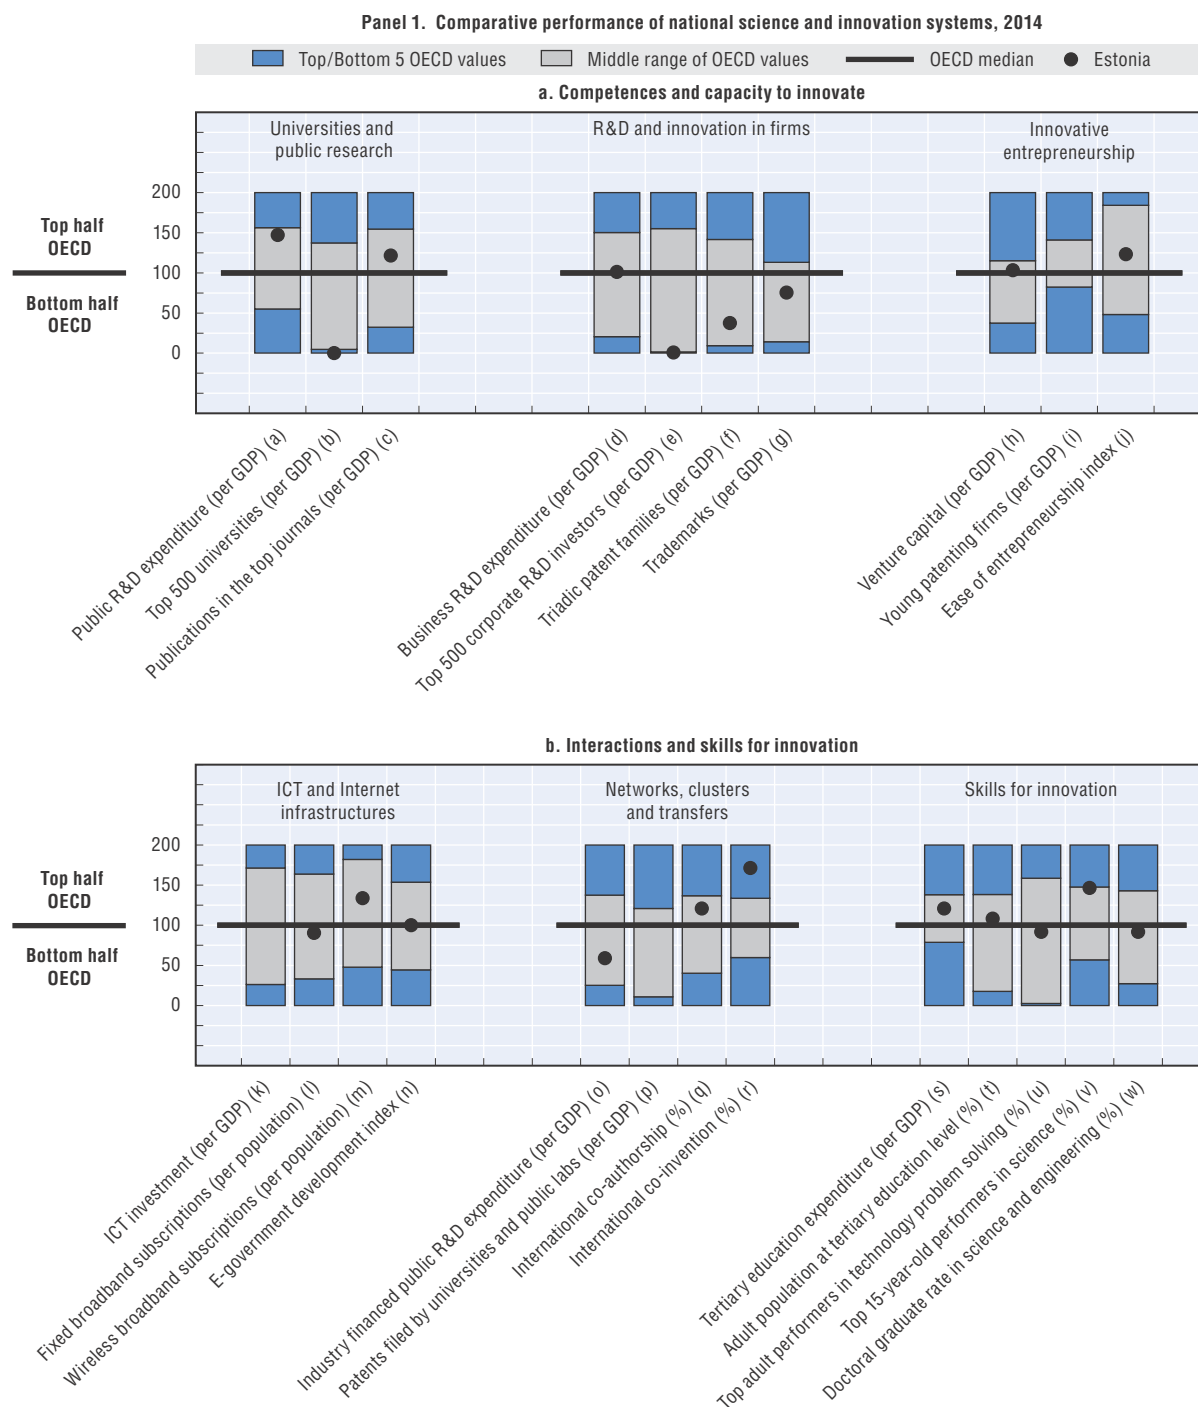 Panel 1. Comparative performance of national science and innovation systems, 2014
Top/Bottom 5 OECD values
Middle range of OECD values
OECD median
Estonia
a. Competences and capacity to innovate
Universities and
public research
R&D and innovation in firms
Innovative
entrepreneurship
200
150
100
50
0
Top half
OECD
Bottom half
OECD
Public R&D expenditure (per GDP) (a)
Top 500 universities (per GDP) (b)
Publications in the top journals (per GDP) (c)
Business R&D expenditure (per GDP) (d)
Top 500 corporate R&D investors (per GDP) (e)
Triadic patent families (per GDP) (f)
Trademarks (per GDP) (g)
Venture capital (per GDP) (h)
Young patenting firms (per GDP) (i)
Ease of entrepreneurship index (j)
b. Interactions and skills for innovation
ICT and Internet
infrastructures
Networks, clusters
and transfers
Skills for innovation
200
150
100
50
0
Top half
OECD
Bottom half
OECD
ICT investment (per GDP) (k)
Fixed broadband subscriptions (per population) (l)
Wireless broadband subscriptions (per population) (m)
E-government development index (n)
Industry financed public R&D expenditure (per GDP) (o)
Patents filed by universities and public labs (per GDP) (p)
International co-authorship (%) (q)
International co-invention (%) (r)
Tertiary education expenditure (per GDP) (s)
Adult population at tertiary education level (%) (t)
Top adult performers in technology problem solving (%) (u)
Top 15-year-old performers in science (%) (v)
Doctoral graduate rate in science and engineering (%) (w)